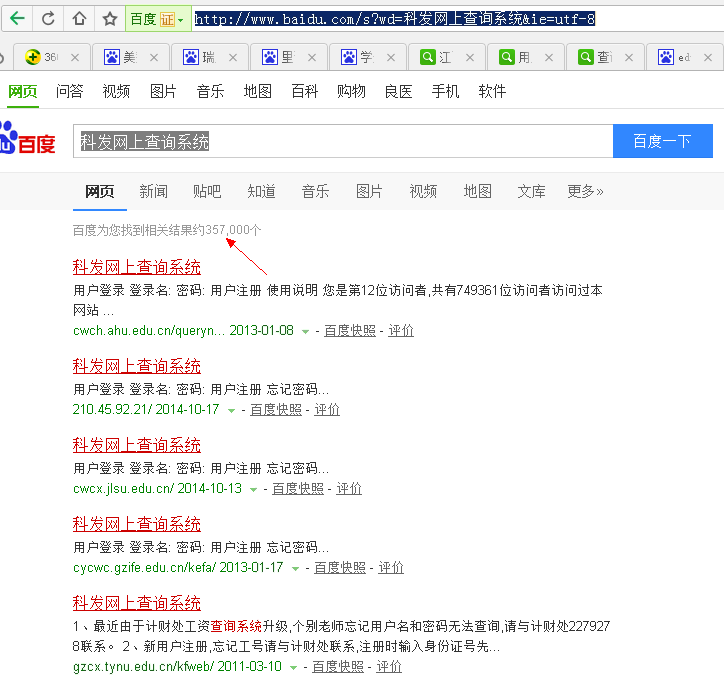 百度 证 http://www.baidu.com/s?wd=科发网上查询系统&ie=utf-8
36 美 瑞 里 学 江 用 查 ed
网页 问答 视频 图片 音乐 地图 百科 购物 良医 手机 软件
du百度 科发网上查询系统 百度一下
网页 新闻 贴吧 知道 音乐 图片 视频 地图 文库 更多»
百度为您找到相关结果约357,000个
科发网上查询系统
用户登录 登录名: 密码: 用户注册 使用说明 您是第12位访问者,共有749361位访问者访问过本
网站 ...
cwch.ahu.edu.cn/queryn... 2013-01-08 - 百度快照 - 评价
科发网上查询系统
用户登录 登录名: 密码: 用户注册 忘记密码...
210.45.92.21/ 2014-10-17 - 百度快照 - 评价
科发网上查询系统
用户登录 登录名: 密码: 用户注册 忘记密码...
cwcx.jlsu.edu.cn/ 2014-10-13 - 百度快照 - 评价
科发网上查询系统
用户登录 登录名: 密码: 用户注册 忘记密码...
cycwc.gzife.edu.cn/kefa/ 2013-01-17 - 百度快照 - 评价
科发网上查询系统
1、最近由于计财处工资查询系统升级,个别老师忘记用户名和密码无法查询,请与计财处227927
8联系。 2、新用户注册,忘记工号请与计财处联系,注册时输入身份证号先...
gzcx.tynu.edu.cn/kfweb/ 2011-03-10 - 百度快照 - 评价